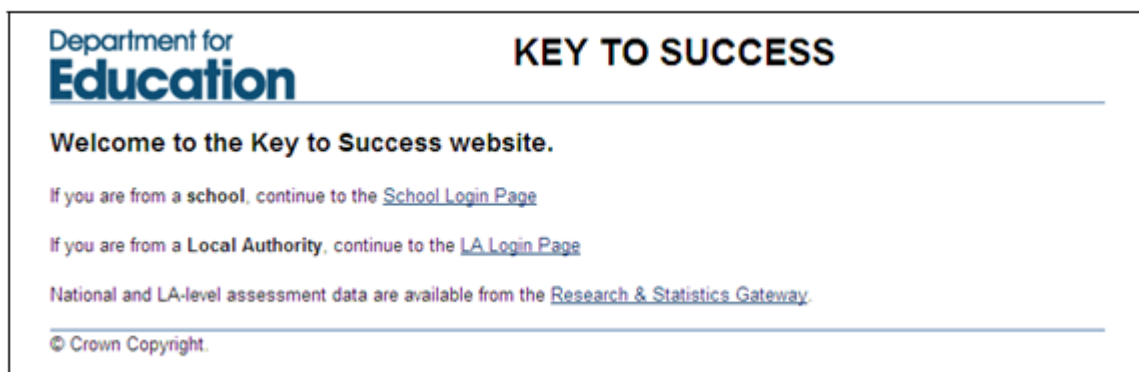 Department for
Education
KEY TO SUCCESS
Welcome to the Key to Success website.
If you are from a school, continue to the School Login Page
If you are from a Local Authority, continue to the LA Login Page
National and LA-level assessment data are available from the Research & Statistics Gateway.
© Crown Copyright.